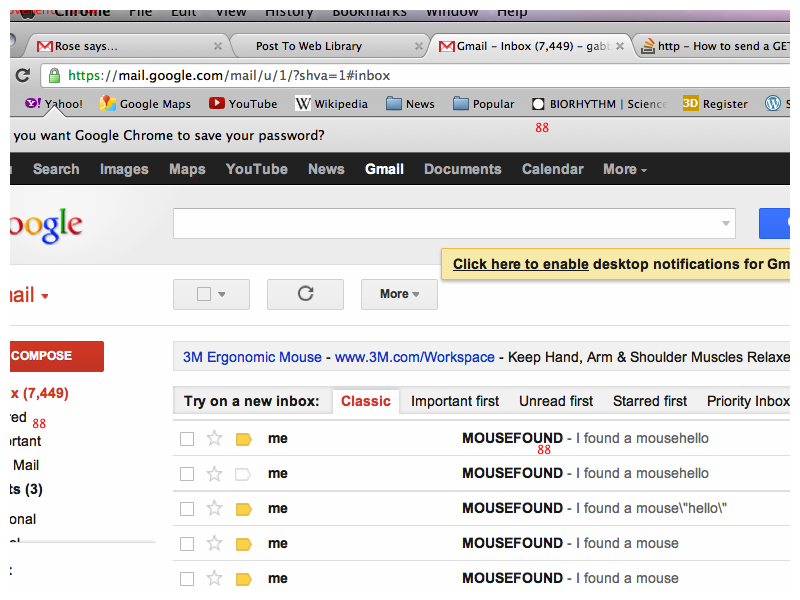 Chrome File Edit View History Bookmarks Window Help
Rose says... Post To Web Library Gmail - Inbox (7,449) - gab http - How to send a GET
https://mail.google.com/mail/u/1/?shva=1#inbox
Yahoo! Google Maps YouTube Wikipedia News Popular BIORHYTHM | Science 3D Register
88
you want Google Chrome to save your password?
Search Images Maps YouTube News Gmail Documents Calendar More
oogle
Click here to enable desktop notifications for Gm
mail
More
COMPOSE
3M Ergonomic Mouse - www.3M.com/Workspace - Keep Hand, Arm & Shoulder Muscles Relaxe
x (7,449)
Try on a new inbox: Classic Important first Unread first Starred first Priority Inbox
red 88
ortant
me MOUSEFOUND - I found a mousehello
88
Mail
me MOUSEFOUND - I found a mousehello
ts (3)
me MOUSEFOUND - I found a mouse\"hello\"
onal
me MOUSEFOUND - I found a mouse
me MOUSEFOUND - I found a mouse